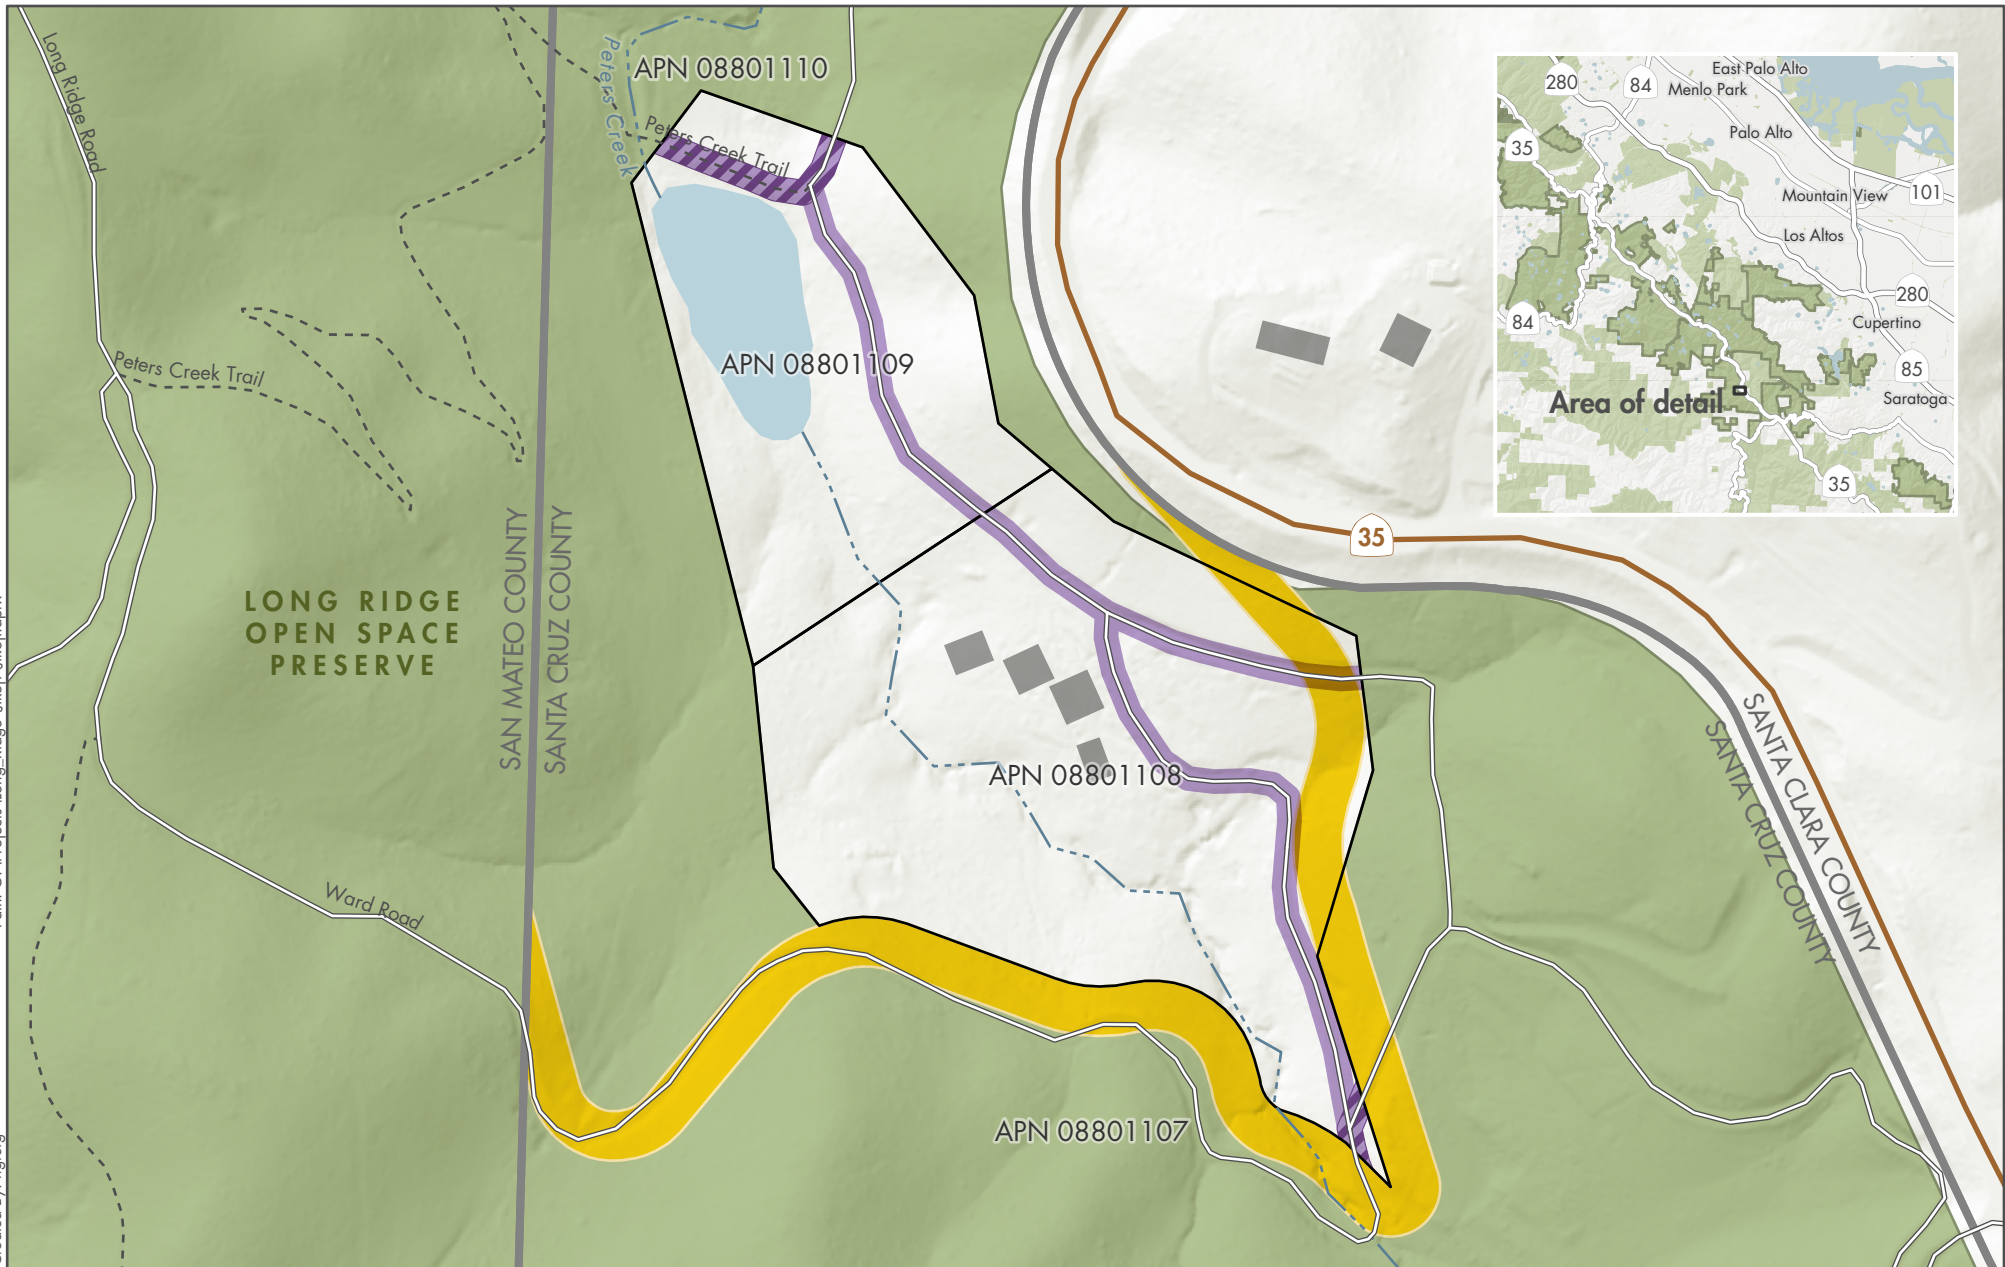 Long Ridge Road
Peters Creek
APN 08801110
Peters Creek Trail
APN 08801109
Peters Creek Trail
LONG RIDGE
OPEN SPACE
PRESERVE
SAN MATEO COUNTY
SANTA CRUZ COUNTY
35
APN 08801108
Ward Road
APN 08801107
SANTA CLARA COUNTY
SANTA CRUZ COUNTY
280
84
East Palo Alto
Menlo Park
Palo Alto
35
Mountain View
101
Los Altos
280
84
Cupertino
85
Area of detail
Saratoga
35